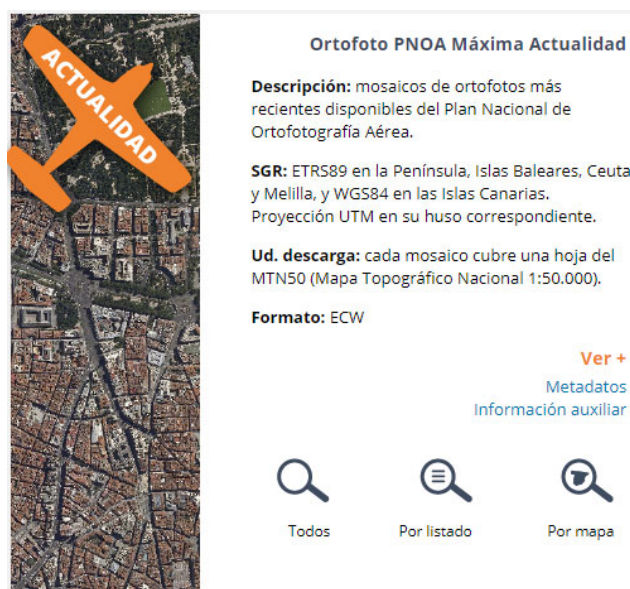 ACTUALIDAD
Ortofoto PNOA Máxima Actualidad
Descripción: mosaicos de ortofotos más
recientes disponibles del Plan Nacional de
Ortofotografía Aérea.
SGR: ETRS89 en la Península, Islas Baleares, Ceuta
y Melilla, y WGS84 en las Islas Canarias.
Proyección UTM en su huso correspondiente.
Ud. descarga: cada mosaico cubre una hoja del
MTN50 (Mapa Topográfico Nacional 1:50.000).
Formato: ECW
Ver +
Metadatos
Información auxiliar
Todos Por listado Por mapa